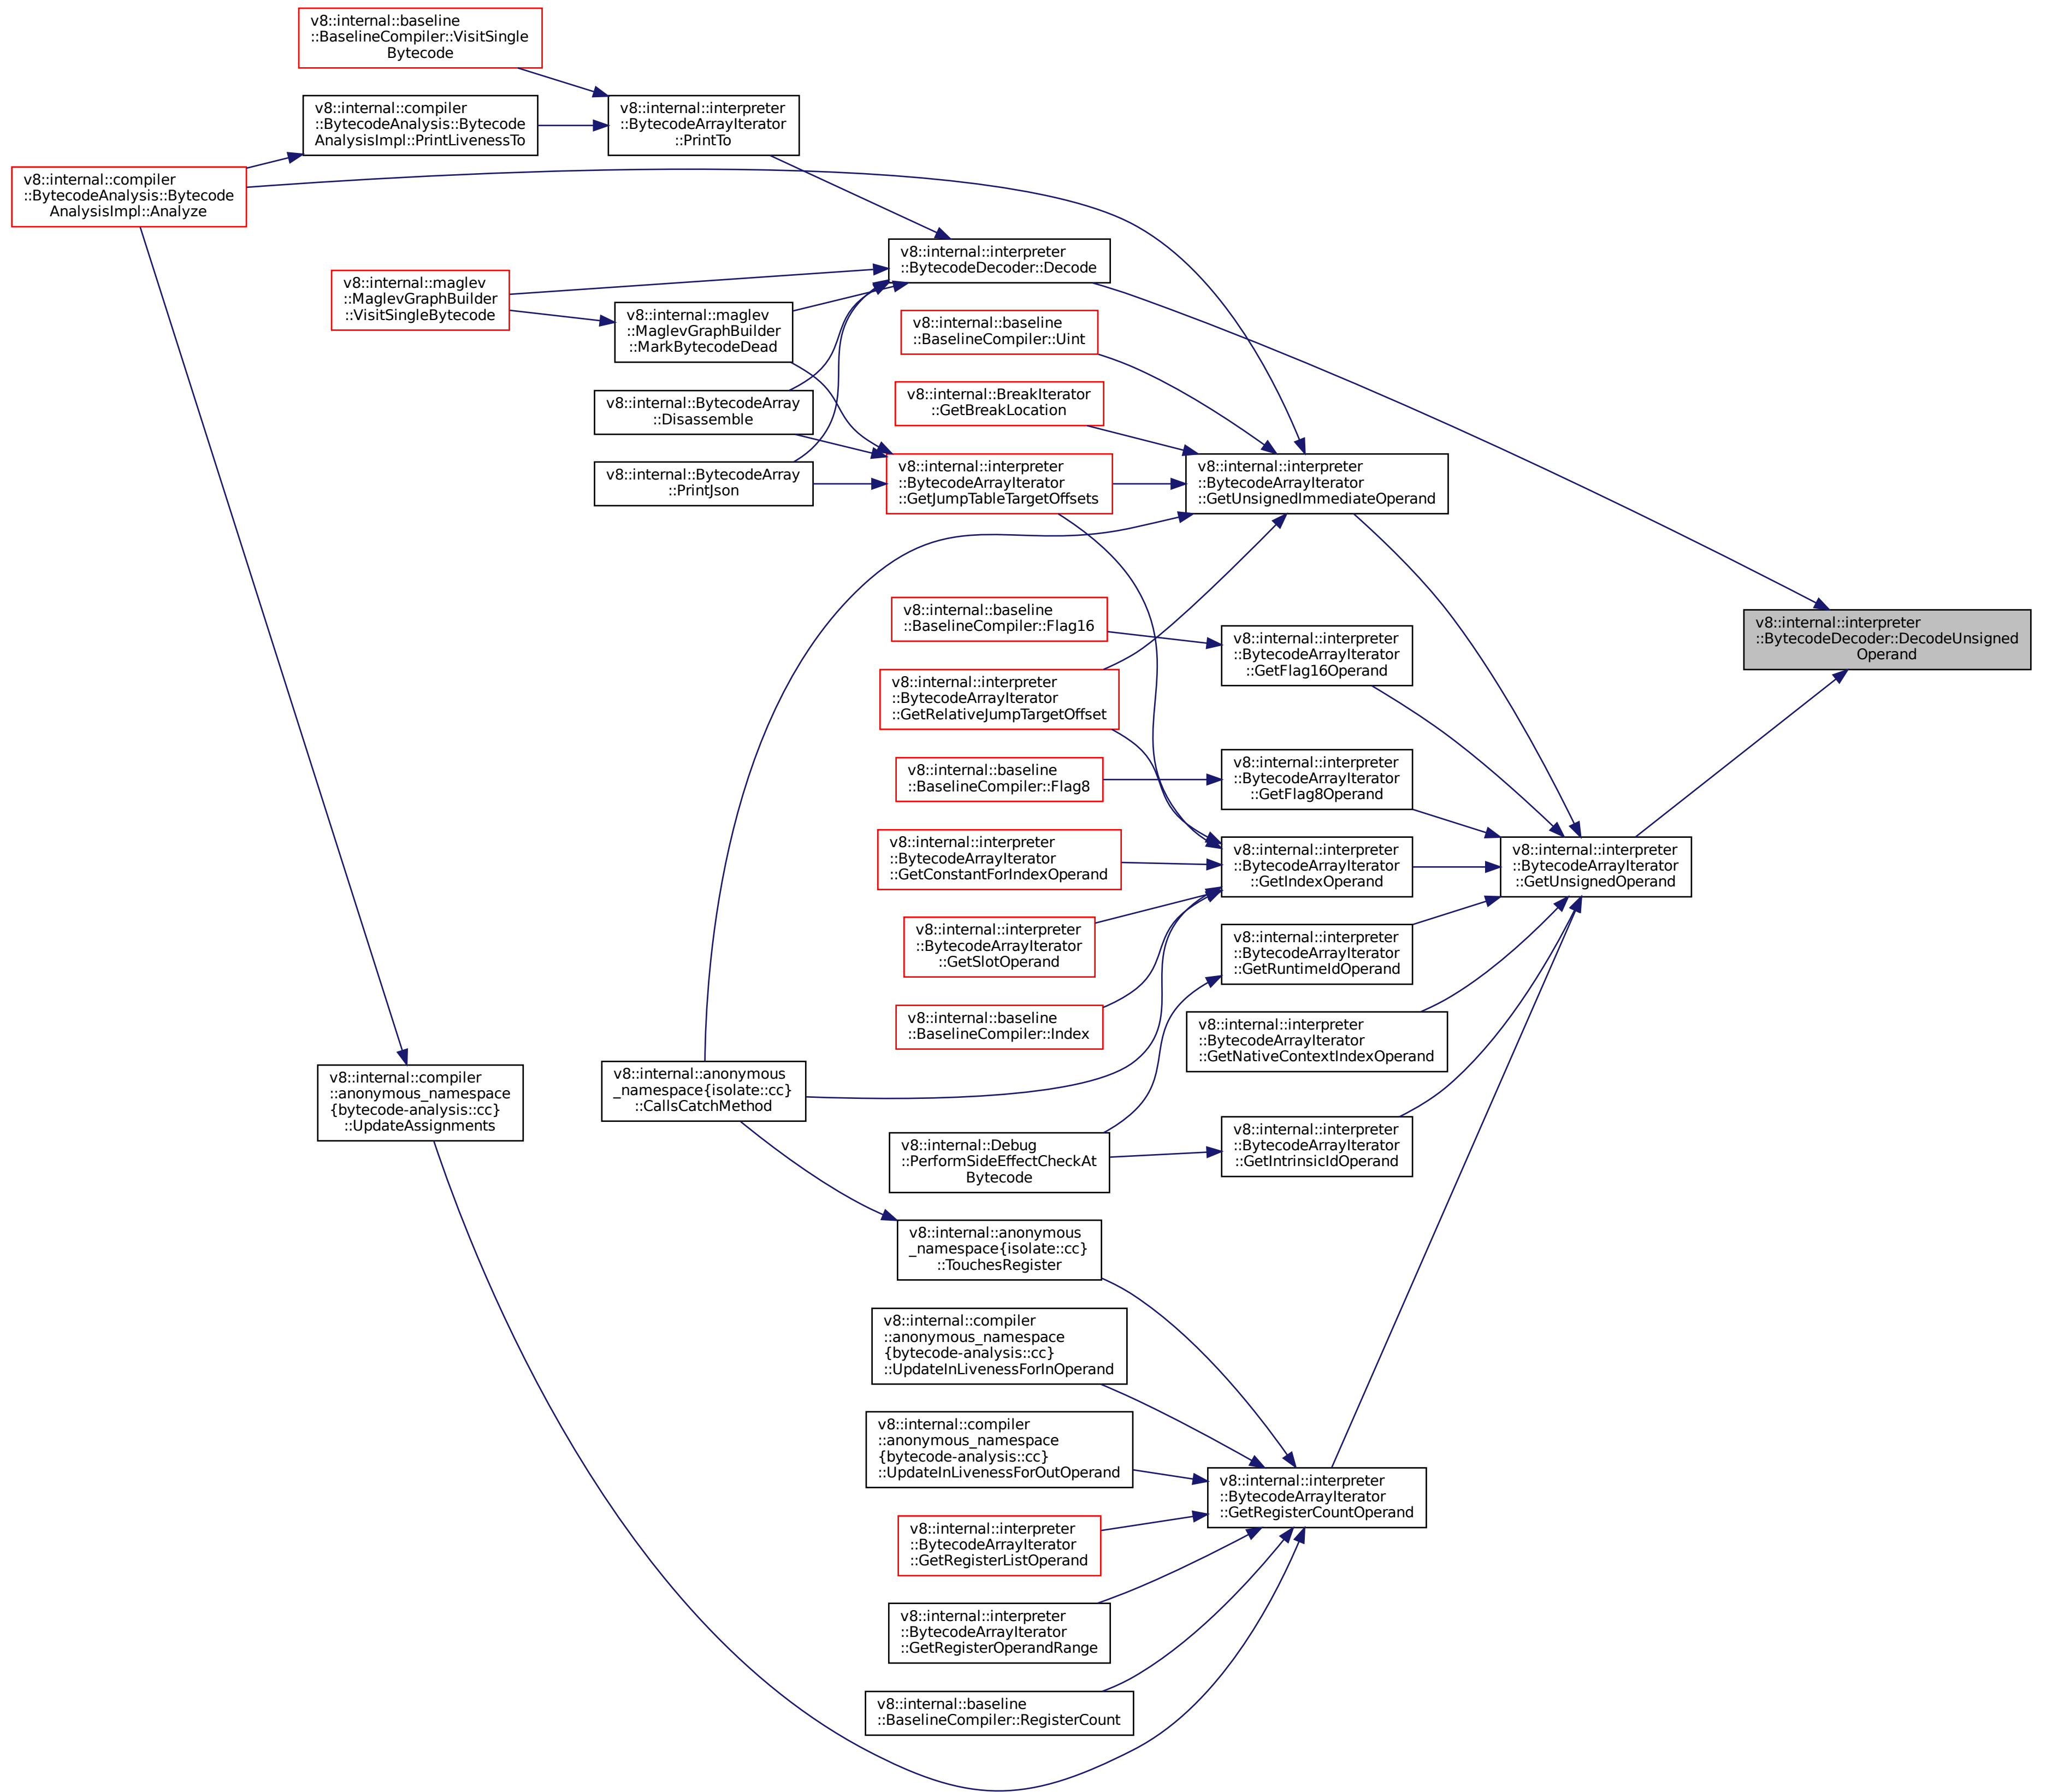 v8::internal::baseline
::BaselineCompiler::VisitSingle
Bytecode
v8::internal::compiler
::BytecodeAnalysis::Bytecode
AnalysisImpl::PrintLivenessTo
v8::internal::interpreter
::BytecodeArrayIterator
::PrintTo
v8::internal::compiler
::BytecodeAnalysis::Bytecode
AnalysisImpl::Analyze
v8::internal::interpreter
::BytecodeDecoder::Decode
v8::internal::maglev
::MaglevGraphBuilder
::VisitSingleBytecode
v8::internal::maglev
::MaglevGraphBuilder
::MarkBytecodeDead
v8::internal::baseline
::BaselineCompiler::Uint
v8::internal::BytecodeArray
::Disassemble
v8::internal::BreakIterator
::GetBreakLocation
v8::internal::BytecodeArray
::PrintJson
v8::internal::interpreter
::BytecodeArrayIterator
::GetJumpTableTargetOffsets
v8::internal::interpreter
::BytecodeArrayIterator
::GetUnsignedImmediateOperand
v8::internal::baseline
::BaselineCompiler::Flag16
v8::internal::interpreter
::BytecodeArrayIterator
::GetFlag16Operand
v8::internal::interpreter
::BytecodeDecoder::DecodeUnsigned
Operand
v8::internal::interpreter
::BytecodeArrayIterator
::GetRelativeJumpTargetOffset
v8::internal::baseline
::BaselineCompiler::Flag8
v8::internal::interpreter
::BytecodeArrayIterator
::GetFlag8Operand
v8::internal::interpreter
::BytecodeArrayIterator
::GetConstantForIndexOperand
v8::internal::interpreter
::BytecodeArrayIterator
::GetIndexOperand
v8::internal::interpreter
::BytecodeArrayIterator
::GetUnsignedOperand
v8::internal::interpreter
::BytecodeArrayIterator
::GetSlotOperand
v8::internal::interpreter
::BytecodeArrayIterator
::GetRuntimeIdOperand
v8::internal::baseline
::BaselineCompiler::Index
v8::internal::interpreter
::BytecodeArrayIterator
::GetNativeContextIndexOperand
v8::internal::compiler
::anonymous_namespace
{bytecode-analysis::cc}
::UpdateAssignments
v8::internal::anonymous
_namespace{isolate::cc}
::CallsCatchMethod
v8::internal::Debug
::PerformSideEffectCheckAt
Bytecode
v8::internal::interpreter
::BytecodeArrayIterator
::GetIntrinsicIdOperand
v8::internal::anonymous
_namespace{isolate::cc}
::TouchesRegister
v8::internal::compiler
::anonymous_namespace
{bytecode-analysis::cc}
::UpdateInLivenessForInOperand
v8::internal::compiler
::anonymous_namespace
{bytecode-analysis::cc}
::UpdateInLivenessForOutOperand
v8::internal::interpreter
::BytecodeArrayIterator
::GetRegisterCountOperand
v8::internal::interpreter
::BytecodeArrayIterator
::GetRegisterListOperand
v8::internal::interpreter
::BytecodeArrayIterator
::GetRegisterOperandRange
v8::internal::baseline
::BaselineCompiler::RegisterCount